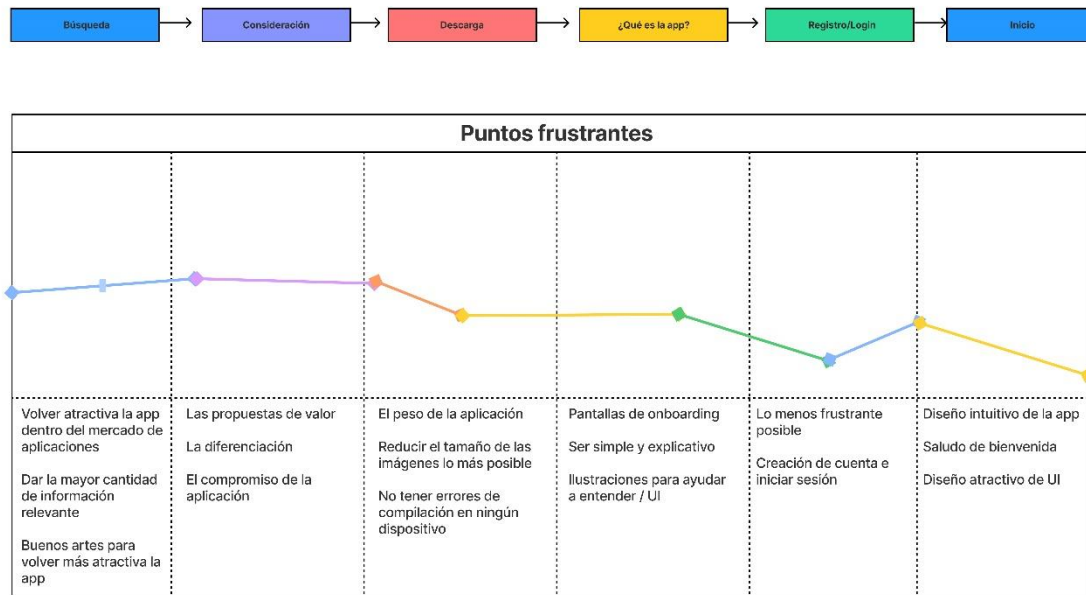 Búsqueda
Consideración
Descarga
¿Qué es la app?
Registro/Login
Inicio
Puntos frustrantes
Volver atractiva la app
dentro del mercado de
aplicaciones
Dar la mayor cantidad
de información
relevante
Buenos artes para
volver más atractiva la
app
Las propuestas de valor
La diferenciación
El compromiso de la
aplicación
El peso de la aplicación
Reducir el tamaño de las
imágenes lo más posible
No tener errores de
compilación en ningún
dispositivo
Pantallas de onboarding
Ser simple y explicativo
Ilustraciones para ayudar
a entender / UI
Lo menos frustrante
posible
Creación de cuenta e
iniciar sesión
Diseño intuitivo de la app
Saludo de bienvenida
Diseño atractivo de UI